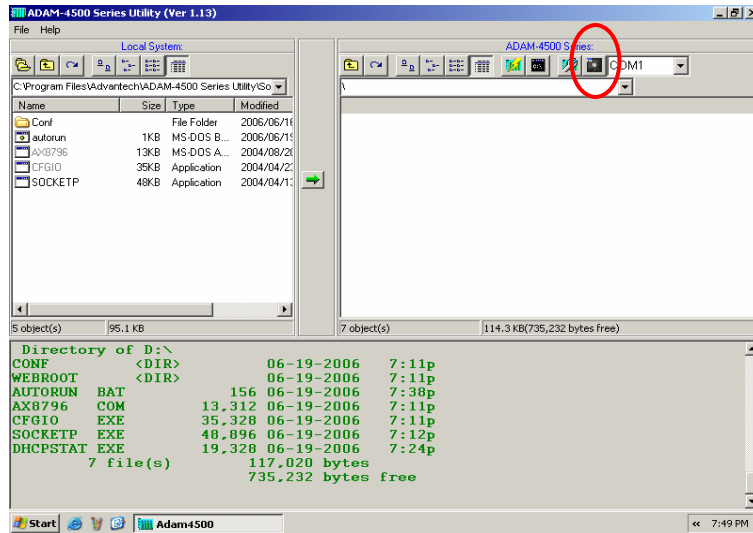 ADAM-4500 Series Utility (Ver 1.13)
File Help
Local System:
ADAM-4500 Series:
COM1
C:\Program Files\Advantech\ADAM-4500 Series Utility\So
\
Name Size Type Modified
Conf File Folder 2006/06/18
autorun 1KB MS-DOS B... 2006/06/19
AX8796 13KB MS-DOS A... 2004/08/20
CFGIO 35KB Application 2004/04/23
SOCKETP 48KB Application 2004/04/13
5 object(s) 95.1 KB
7 object(s) 114.3 KB(735,232 bytes free)
Directory of D:\
CONF <DIR> 06-19-2006 7:11p
WEBROOT <DIR> 06-19-2006 7:11p
AUTORUN BAT 156 06-19-2006 7:38p
AX8796 COM 13,312 06-19-2006 7:11p
CFGIO EXE 35,328 06-19-2006 7:11p
SOCKETP EXE 48,896 06-19-2006 7:12p
DHCPSTAT EXE 19,328 06-19-2006 7:24p
7 file(s) 117,020 bytes
735,232 bytes free
Start Adam4500 « 7:49 PM